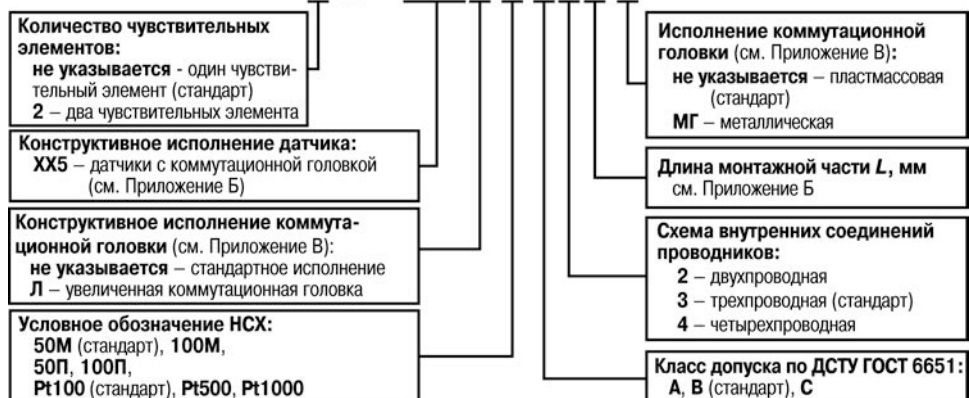 Количество чувствительных
элементов:
не указывается - один чувстви-
тельный элемент (стандарт)
2 – два чувствительных элемента
Конструктивное исполнение датчика:
ХХ5 – датчики с коммутационной головкой
(см. Приложение Б)
Конструктивное исполнение коммута-
ционной головки (см. Приложение В):
не указывается – стандартное исполнение
Л – увеличенная коммутационная головка
Условное обозначение НСХ:
50М (стандарт), 100М,
50П, 100П,
Pt100 (стандарт), Pt500, Pt1000
Исполнение коммутационной
головки (см. Приложение В):
не указывается – пластмассовая
(стандарт)
МГ – металлическая
Длина монтажной части L, мм
см. Приложение Б
Схема внутренних соединений
проводников:
2 – двухпроводная
3 – трехпроводная (стандарт)
4 – четырехпроводная
Класс допуска по ДСТУ ГОСТ 6651:
А, В (стандарт), С